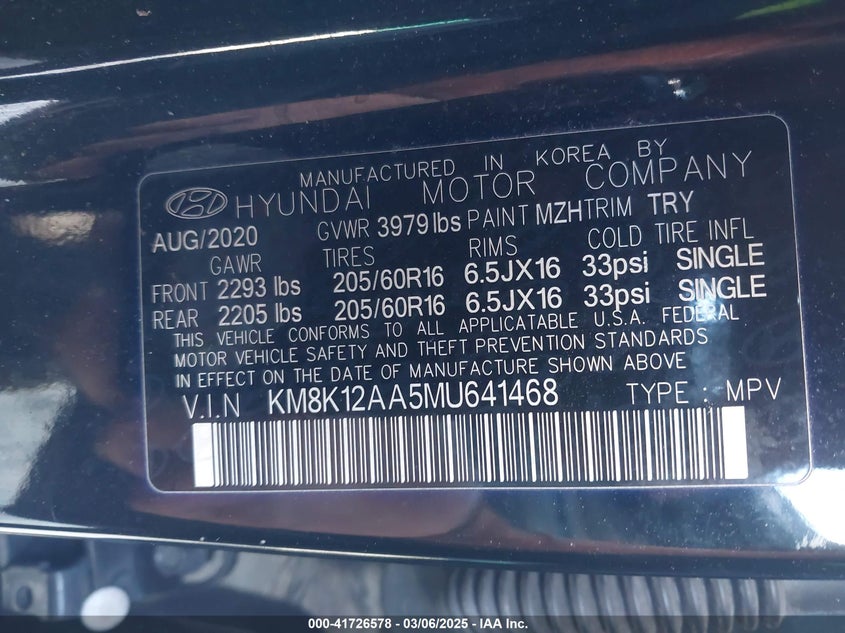 MANUFACTURED IN KOREA BY
HYUNDAI MOTOR COMPANY
AUG/2020 GVWR 3979lbs PAINT MZH TRIM TRY
GAWR TIRES RIMS COLD TIRE INFL
FRONT 2293 lbs 205/60R16 6.5JX16 33psi SINGLE
REAR 2205 lbs 205/60R16 6.5JX16 33psi SINGLE
THIS VEHICLE CONFORMS TO ALL APPLICATABLE U.S.A. FEDERAL
MOTOR VEHICLE SAFETY AND THEFT PREVENTION STANDARDS
IN EFFECT ON THE DATE OF MANUFACTURE SHOWN ABOVE
V.I.N KM8K12AA5MU641468 TYPE : MPV
000-41726578 - 03/06/2025 - IAA Inc.